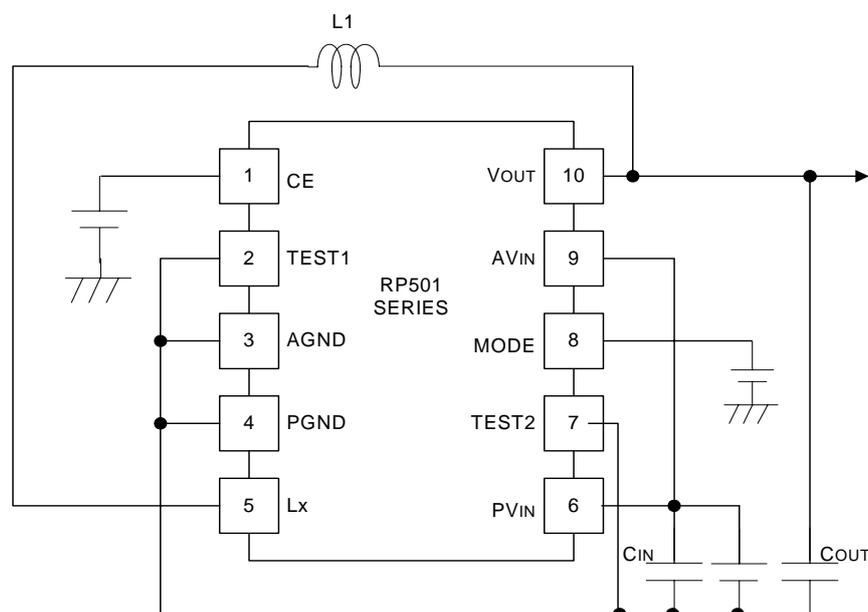 L1
1
CE
VOUT
10
2
TEST1
AVIN
9
RP501
SERIES
3
AGND
MODE
8
4
PGND
TEST2
7
5
Lx
PVIN
6
CIN
COUT